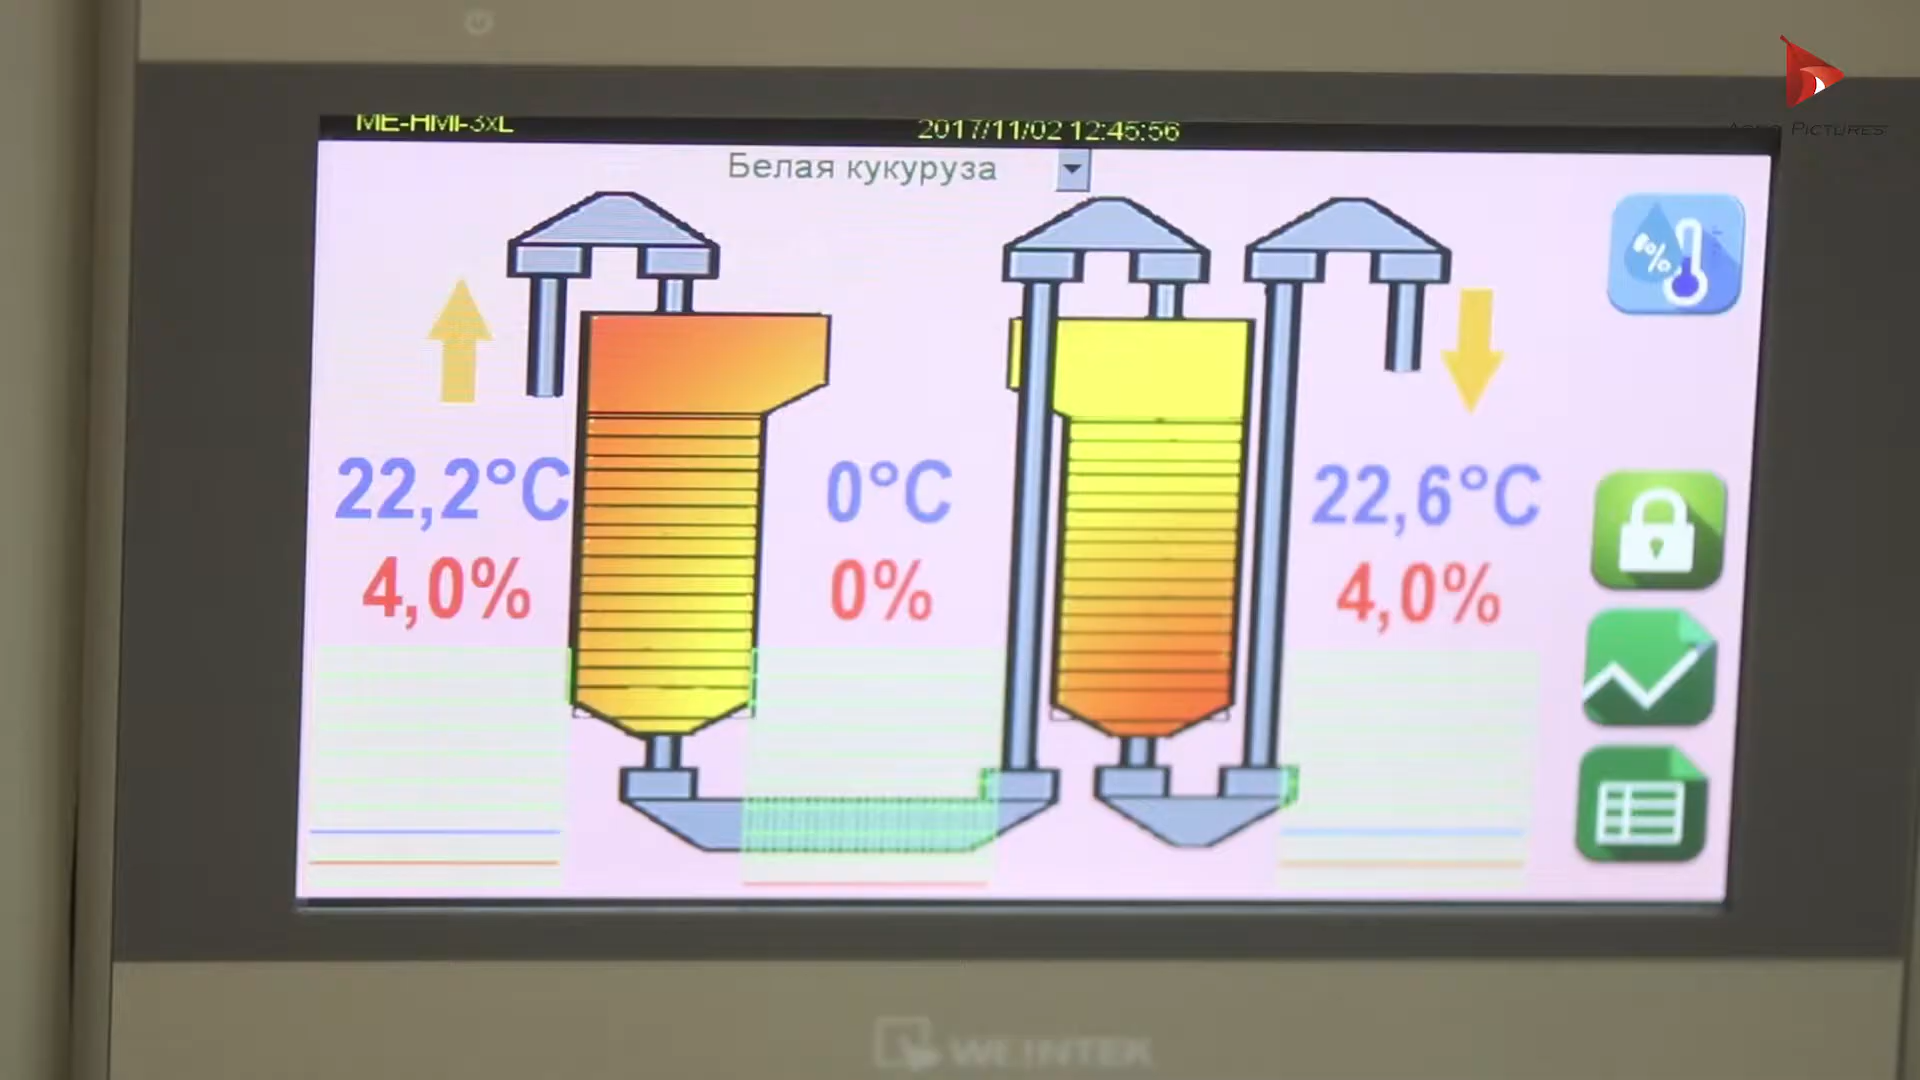 ME-HMI-3xL
2017/11/02 12:45:56
Белая кукуруза
%
22,2°C
0°C
22,6°C
4,0%
0%
4,0%
WEINTEK
PICTURES